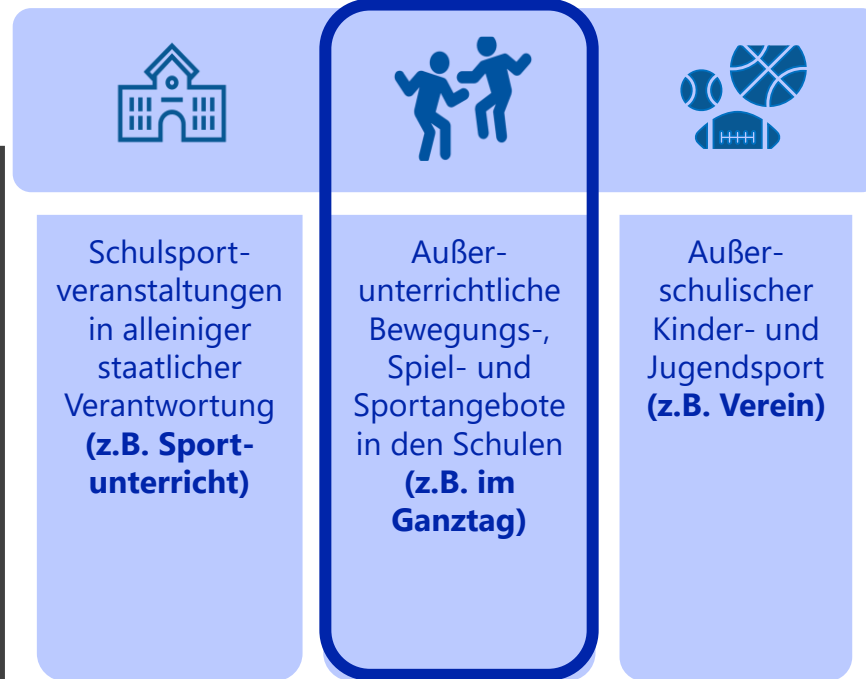 Schulsport-
veranstaltungen
in alleiniger
staatlicher
Verantwortung
(z.B. Sport-
unterricht)
Außer-
unterrichtliche
Bewegungs-,
Spiel- und
Sportangebote
in den Schulen
(z.B. im
Ganztag)
Außer-
schulischer
Kinder- und
Jugendsport
(z.B. Verein)